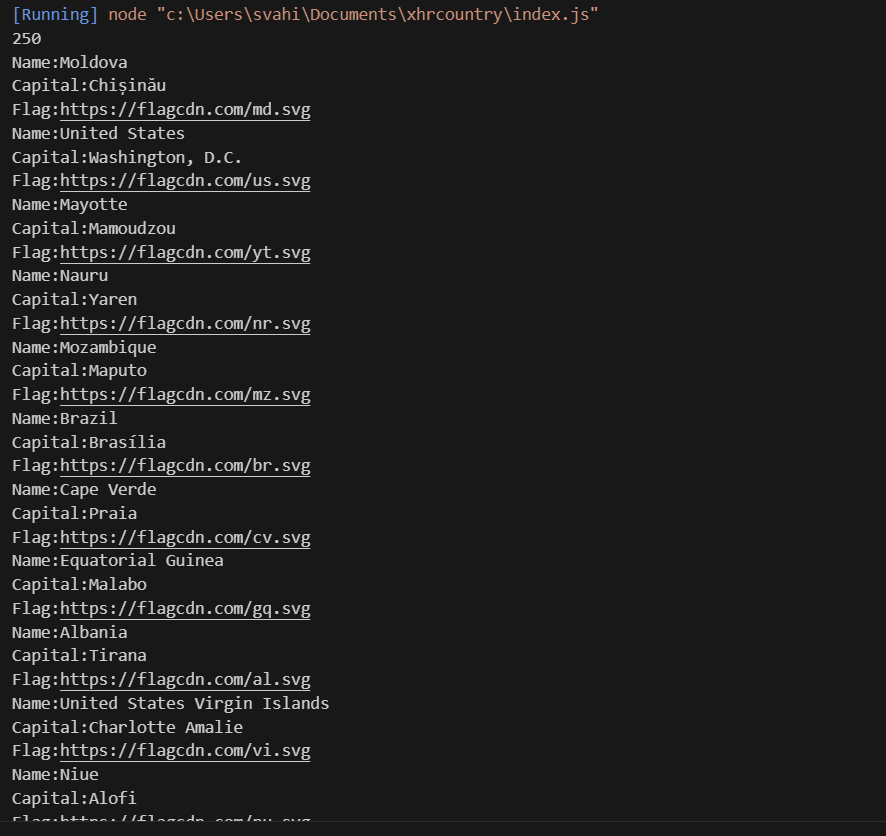 [Running] node "c:\Users\svahi\Documents\xhrcountry\index.js"
250
Name:Moldova
Capital:Chișinău
Flag:https://flagcdn.com/md.svg
Name:United States
Capital:Washington, D.C.
Flag:https://flagcdn.com/us.svg
Name:Mayotte
Capital:Mamoudzou
Flag:https://flagcdn.com/yt.svg
Name:Nauru
Capital:Yaren
Flag:https://flagcdn.com/nr.svg
Name:Mozambique
Capital:Maputo
Flag:https://flagcdn.com/mz.svg
Name:Brazil
Capital:Brasília
Flag:https://flagcdn.com/br.svg
Name:Cape Verde
Capital:Praia
Flag:https://flagcdn.com/cv.svg
Name:Equatorial Guinea
Capital:Malabo
Flag:https://flagcdn.com/gq.svg
Name:Albania
Capital:Tirana
Flag:https://flagcdn.com/al.svg
Name:United States Virgin Islands
Capital:Charlotte Amalie
Flag:https://flagcdn.com/vi.svg
Name:Niue
Capital:Alofi
Flag:https://flagcdn.com/nu.svg